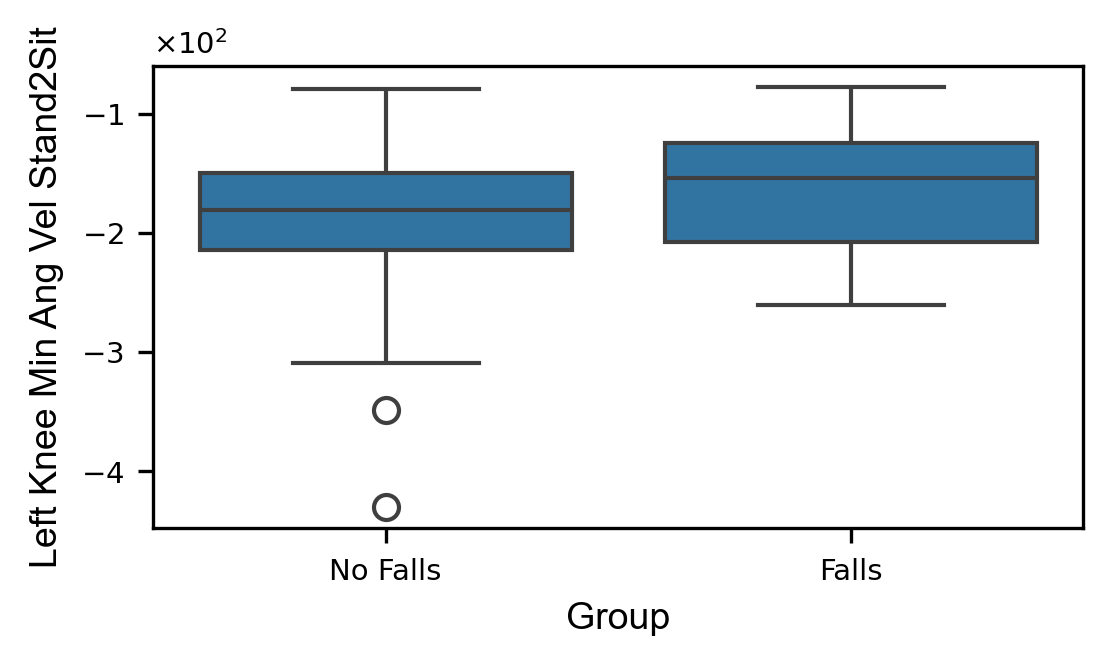 ×10²
Left Knee Min Ang Vel Stand2Sit
−1
−2
−3
−4
No Falls
Falls
Group